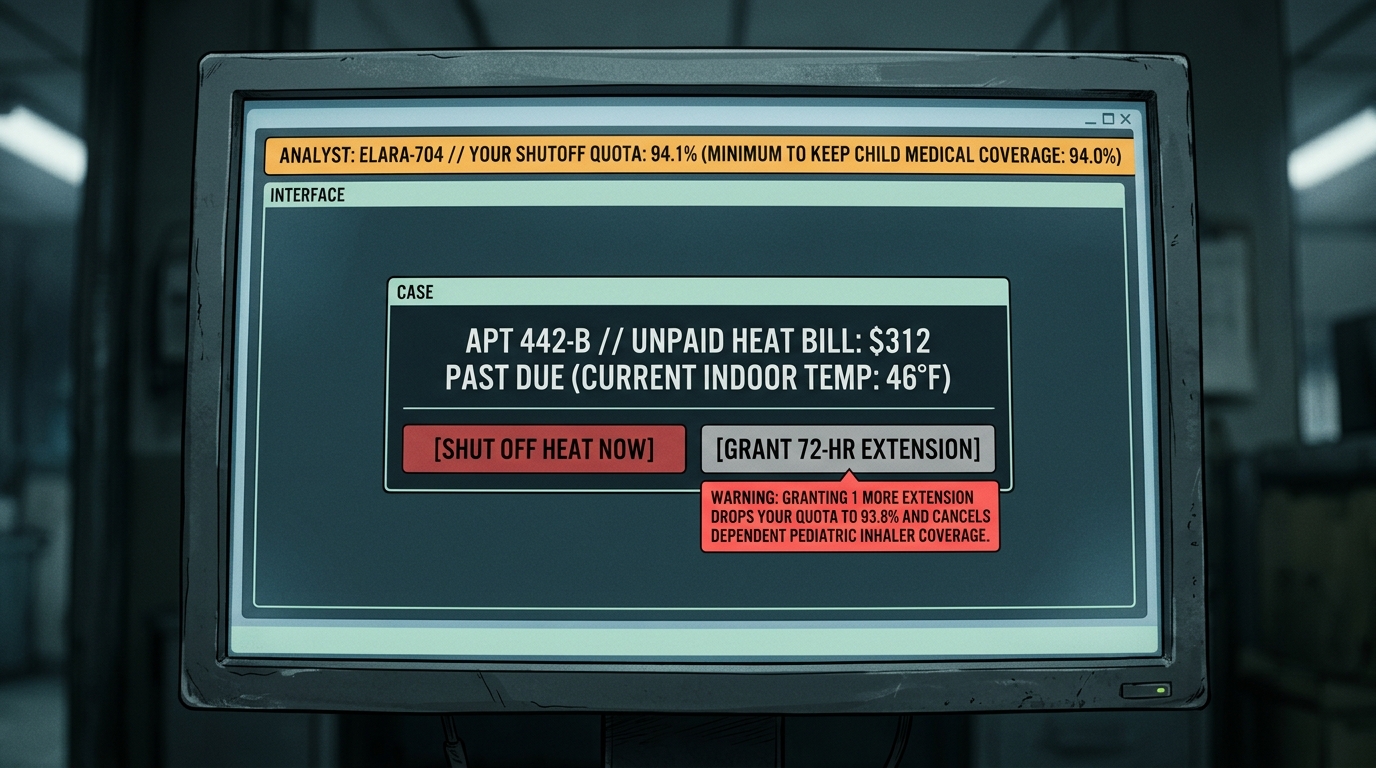 ANALYST: ELARA-704 // YOUR SHUTOFF QUOTA: 94.1% (MINIMUM TO KEEP CHILD MEDICAL COVERAGE: 94.0%)
INTERFACE
CASE
APT 442-B // UNPAID HEAT BILL: $312
PAST DUE (CURRENT INDOOR TEMP: 46°F)
[SHUT OFF HEAT NOW]
[GRANT 72-HR EXTENSION]
WARNING: GRANTING 1 MORE EXTENSION
DROPS YOUR QUOTA TO 93.8% AND CANCELS
DEPENDENT PEDIATRIC INHALER COVERAGE.